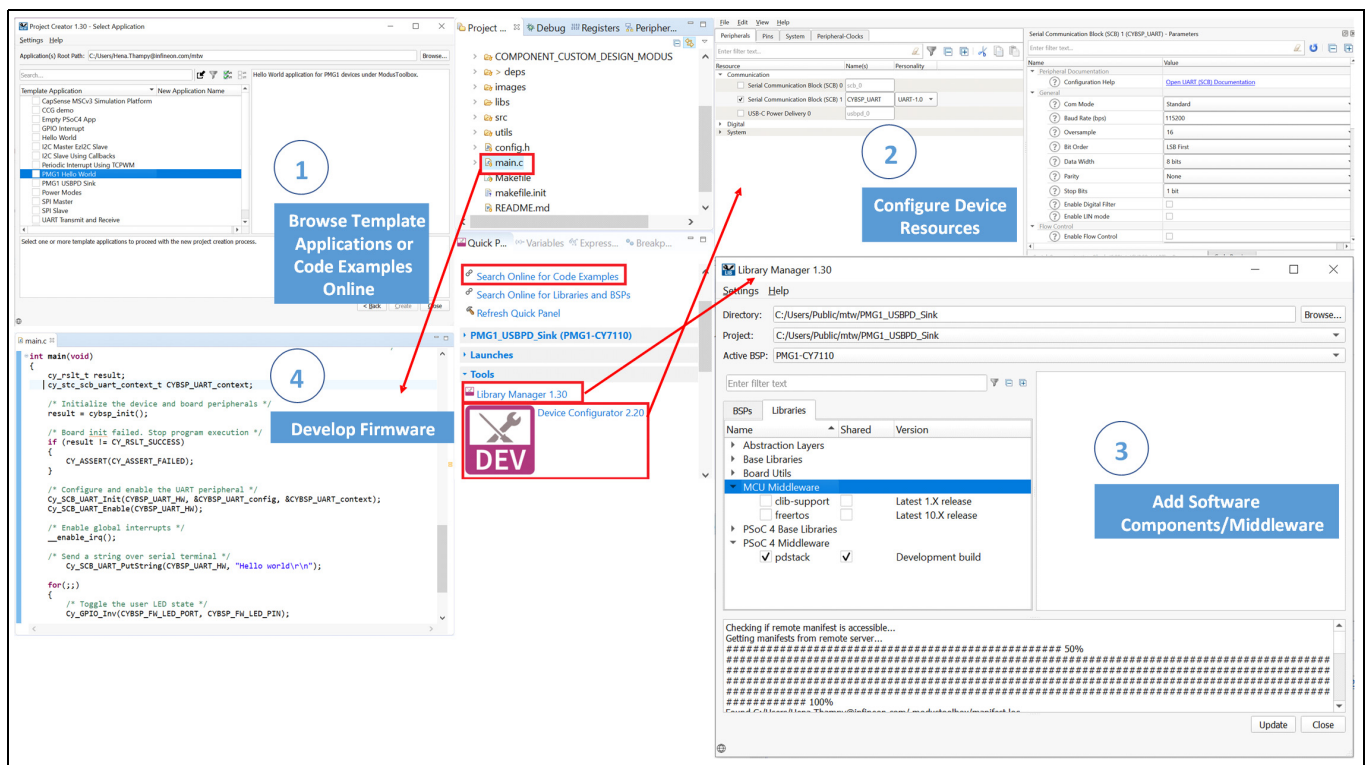 Project Creator 1.30 - Select Application
Settings Help
Application(s) Root Path: C:/Users/Hena.Thampy@infineon.com/mtw
Browse...
Search...
Hello World application for PMG1 devices under ModusToolbox.
Template Application
New Application Name
CapSense MSCv3 Simulation Platform
CCG demo
Empty PSoC4 App
GPIO Interrupt
Hello World
I2C Master EzI2C Slave
I2C Slave Using Callbacks
Periodic Interrupt Using TCPWM
PMG1 Hello World
PMG1 USBPD Sink
Power Modes
SPI Master
SPI Slave
UART Transmit and Receive
Select one or more template applications to proceed with the new project creation process.
< Back
Create
Close
1
Browse Template
Applications or
Code Examples
Online
main.c
int main(void)
{
cy_rslt_t result;
cy_stc_scb_uart_context_t CYBSP_UART_context;
/* Initialize the device and board peripherals */
result = cybsp_init();
/* Board init failed. Stop program execution */
if (result != CY_RSLT_SUCCESS)
{
CY_ASSERT(CY_ASSERT_FAILED);
}
/* Configure and enable the UART peripheral */
Cy_SCB_UART_Init(CYBSP_UART_HW, &CYBSP_UART_config, &CYBSP_UART_context);
Cy_SCB_UART_Enable(CYBSP_UART_HW);
/* Enable global interrupts */
__enable_irq();
/* Send a string over serial terminal */
Cy_SCB_UART_PutString(CYBSP_UART_HW, "Hello world\r\n");
for(;;)
{
/* Toggle the user LED state */
Cy_GPIO_Inv(CYBSP_FW_LED_PORT, CYBSP_FW_LED_PIN);
4
Develop Firmware
Project ...
Debug
Registers
Peripher...
COMPONENT_CUSTOM_DESIGN_MODUS
> deps
images
libs
src
utils
config.h
main.c
Makefile
makefile.init
README.md
Quick P...
Variables
Express...
Breakp...
Search Online for Code Examples
Search Online for Libraries and BSPs
Refresh Quick Panel
PMG1_USBPD_Sink (PMG1-CY7110)
Launches
Tools
Library Manager 1.30
Device Configurator 2.20
DEV
File Edit View Help
Peripherals
Pins
System
Peripheral-Clocks
Enter filter text...
Resource
Name(s)
Personality
Communication
Serial Communication Block (SCB) 0
scb_0
Serial Communication Block (SCB) 1
CYBSP_UART
UART-1.0
USB-C Power Delivery 0
usbpd_0
Digital
System
2
Configure Device
Resources
Serial Communication Block (SCB) 1 (CYBSP_UART) - Parameters
Enter filter text...
Name
Value
Peripheral Documentation
Configuration Help
Open UART (SCB) Documentation
General
Com Mode
Standard
Baud Rate (bps)
115200
Oversample
16
Bit Order
LSB First
Data Width
8 bits
Parity
None
Stop Bits
1 bit
Enable Digital Filter
Enable LIN mode
Flow Control
Enable Flow Control
Library Manager 1.30
Settings Help
Directory: C:/Users/Public/mtw/PMG1_USBPD_Sink
Browse...
Project: C:/Users/Public/mtw/PMG1_USBPD_Sink
Active BSP: PMG1-CY7110
Enter filter text
BSPs
Libraries
Name
Shared
Version
Abstraction Layers
Base Libraries
Board Utils
MCU Middleware
clib-support
Latest 1.X release
freertos
Latest 10.X release
PSoC 4 Base Libraries
PSoC 4 Middleware
pdstack
Development build
3
Add Software
Components/Middleware
Checking if remote manifest is accessible...
Getting manifests from remote server...
50%
############ 100%
Update
Close